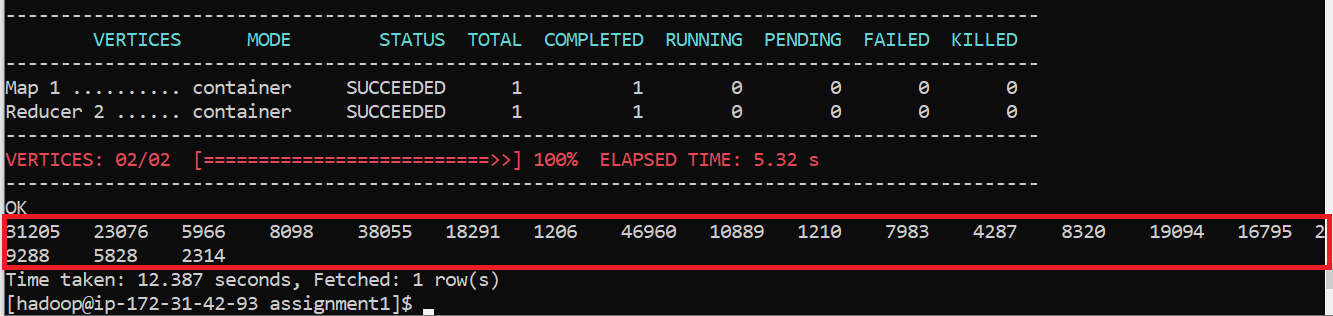 ----------------------------------------------------------------------------------------------
        VERTICES      MODE        STATUS  TOTAL  COMPLETED  RUNNING  PENDING  FAILED  KILLED
----------------------------------------------------------------------------------------------
Map 1 .......... container     SUCCEEDED      1          1        0        0       0       0
Reducer 2 ...... container     SUCCEEDED      1          1        0        0       0       0
----------------------------------------------------------------------------------------------
VERTICES: 02/02  [==========================>>] 100%  ELAPSED TIME: 5.32 s
----------------------------------------------------------------------------------------------
OK
31205   23076   5966    8098    38055   18291   1206    46960   10889   1210    7983    4287    8320    19094   16795   2
9288    5828    2314
Time taken: 12.387 seconds, Fetched: 1 row(s)
[hadoop@ip-172-31-42-93 assignment1]$